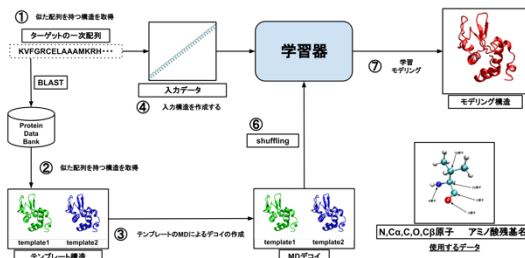 ① 似た配列を持つ構造を取得
ターゲットの一次配列
KVFGRCELAAAMKRH・・・
BLAST
Protein
Data
Bank
② 似た配列を持つ構造を取得
template1 template2
テンプレート構造
③ テンプレートのMDによるデコイの作成
template1 template2
MDデコイ
入力データ
④ 入力構造を作成する
⑥
shuffling
学習器
⑦ 学習
モデリング
モデリング構造
N,Cα,C,O,Cβ原子 アミノ酸残基名
使用するデータ